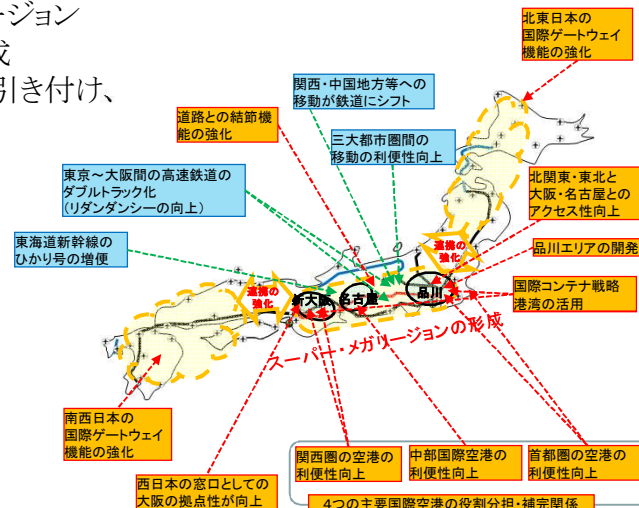 ージョン
成
引き付け、
北東日本の
国際ゲートウェイ
機能の強化
関西・中国地方等への
移動が鉄道にシフト
道路との結節機
能の強化
三大都市圏間の
移動の利便性向上
東京～大阪間の高速鉄道の
ダブルトラック化
(リダンダンシーの向上)
北関東・東北と
大阪・名古屋との
アクセス性向上
東海道新幹線の
ひかり号の増便
連携の
強化
品川エリアの開発
国際コンテナ戦略
港湾の活用
連携の
強化
新大阪
名古屋
品川
スーパー・メガリージョンの形成
南西日本の
国際ゲートウェイ
機能の強化
関西圏の空港の
利便性向上
中部国際空港の
利便性向上
首都圏の空港の
利便性向上
西日本の窓口としての
大阪の拠点性が向上
4つの主要国際空港の役割分担・補完関係